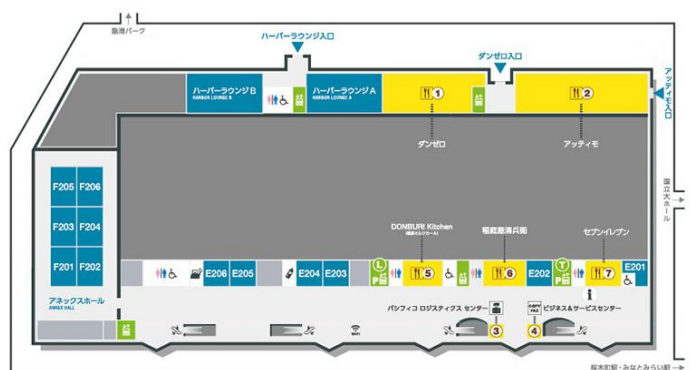 臨港パーク
ハーバーラウンジ入口
ダンゼロ入口
アッティモ入口
ハーバーラウンジ B
HARBOR LOUNGE B
ハーバーラウンジ A
HARBOR LOUNGE A
1
2
ダンゼロ
アッティモ
国立大ホール
F205 F206
F203 F204
F201 F202
アネックスホール
ANNEX HALL
DONBURI Kitchen
稲庭屋清兵衛
セブンイレブン
E206 E205
E204 E203
L
P
5
6
E202
T
P
7
E201
i
パシフィコ ロジスティクス センター
3
COPY
FAX
4
ビジネス&サービスセンター
WiFi
桜木町駅・みなとみらい駅